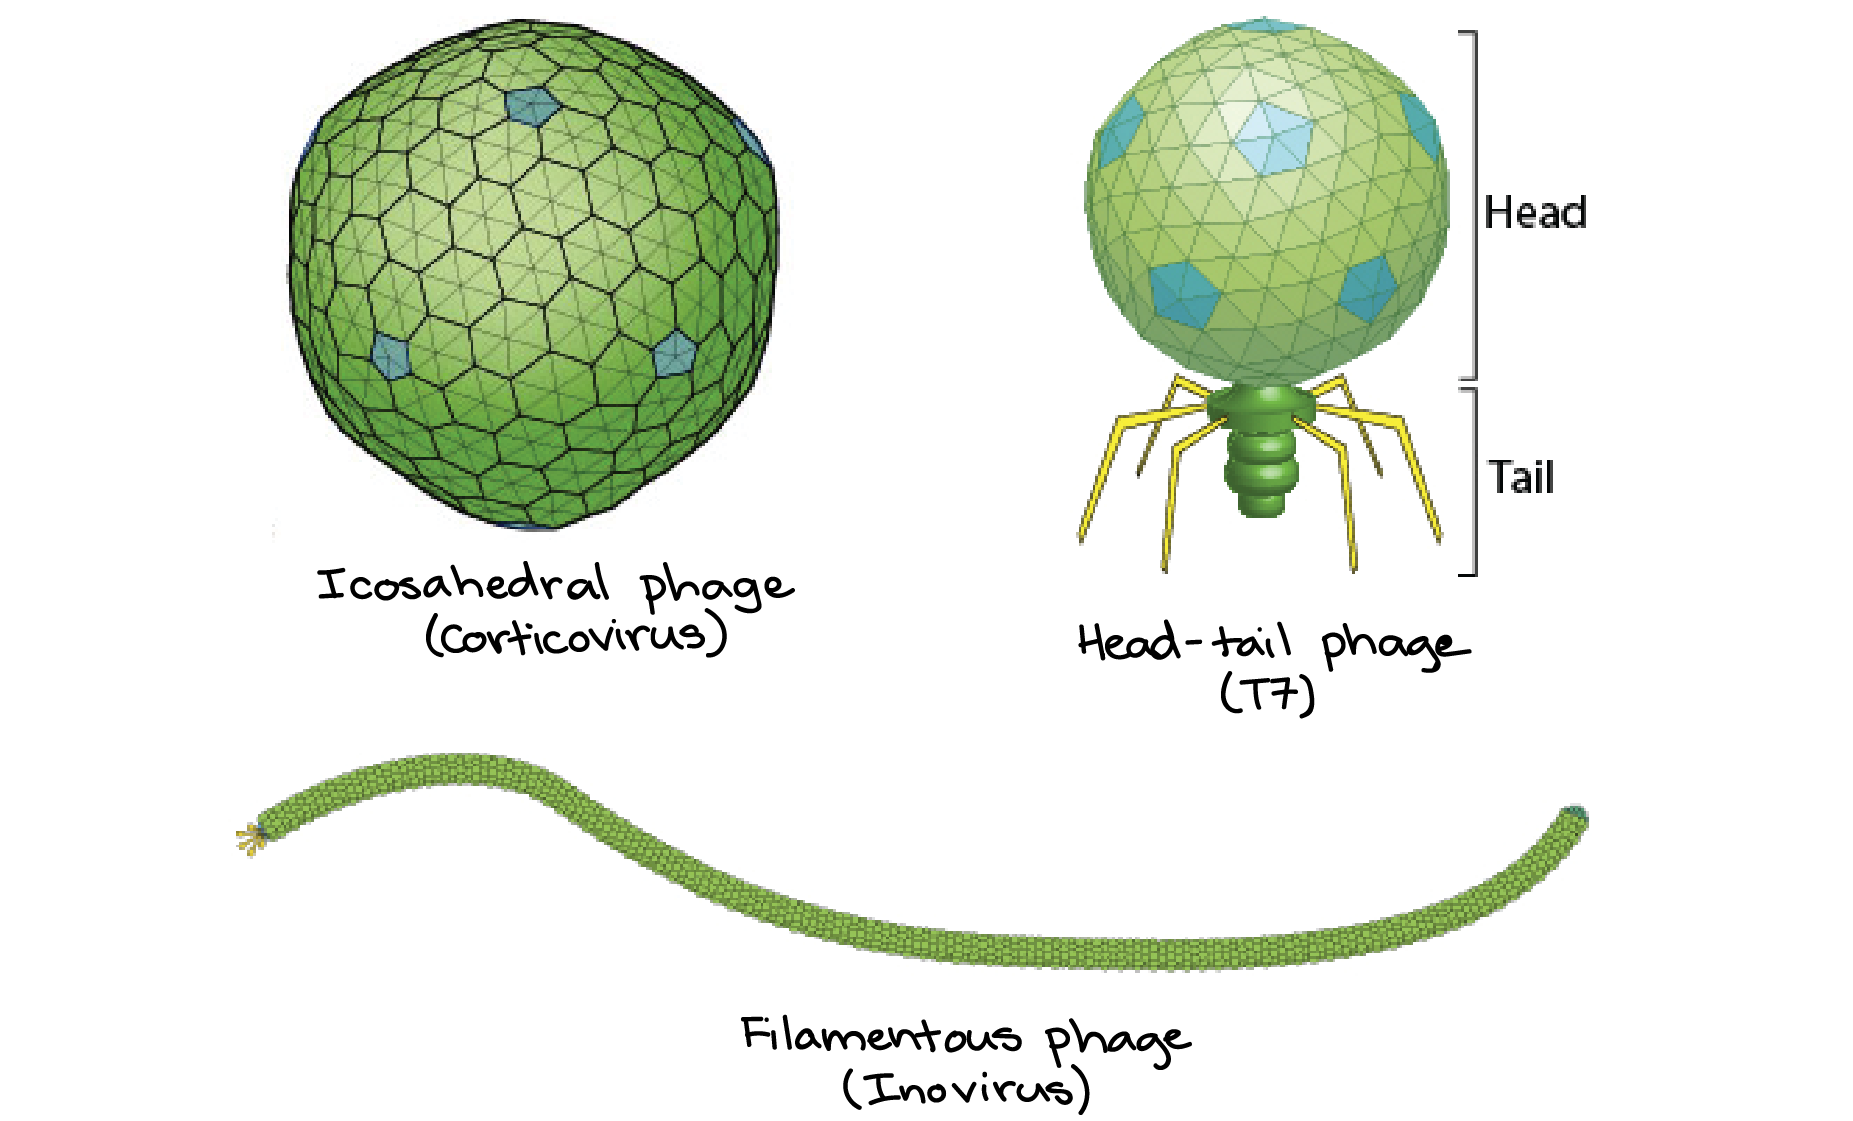 Head
Tail
Icosahedral phage
(Corticovirus)
Head-tail phage
(T7)
Filamentous phage
(Inovirus)